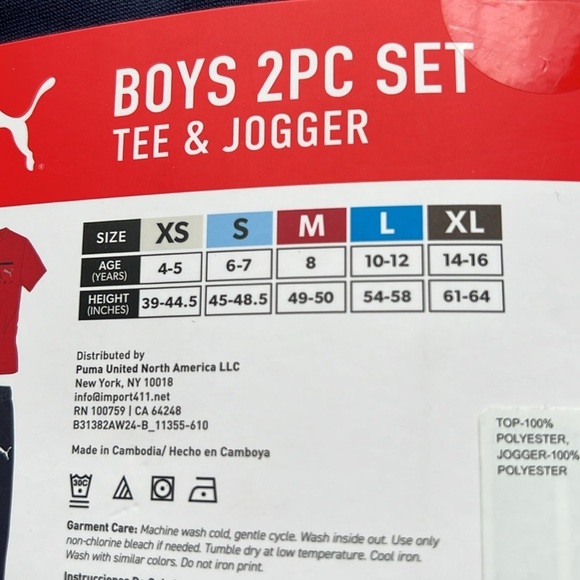 BOYS 2PC SET
TEE & JOGGER
SIZE XS S M L XL
AGE (YEARS) 4-5 6-7 8 10-12 14-16
HEIGHT (INCHES) 39-44.5 45-48.5 49-50 54-58 61-64
Distributed by
Puma United North America LLC
New York, NY 10018
info@import411.net
RN 100759 | CA 64248
B31382AW24-B_11355-610
Made in Cambodia/ Hecho en Camboya
30C
TOP-100%
POLYESTER,
JOGGER-100%
POLYESTER
Garment Care: Machine wash cold, gentle cycle. Wash inside out. Use only
non-chlorine bleach if needed. Tumble dry at low temperature. Cool iron.
Wash with similar colors. Do not iron print.